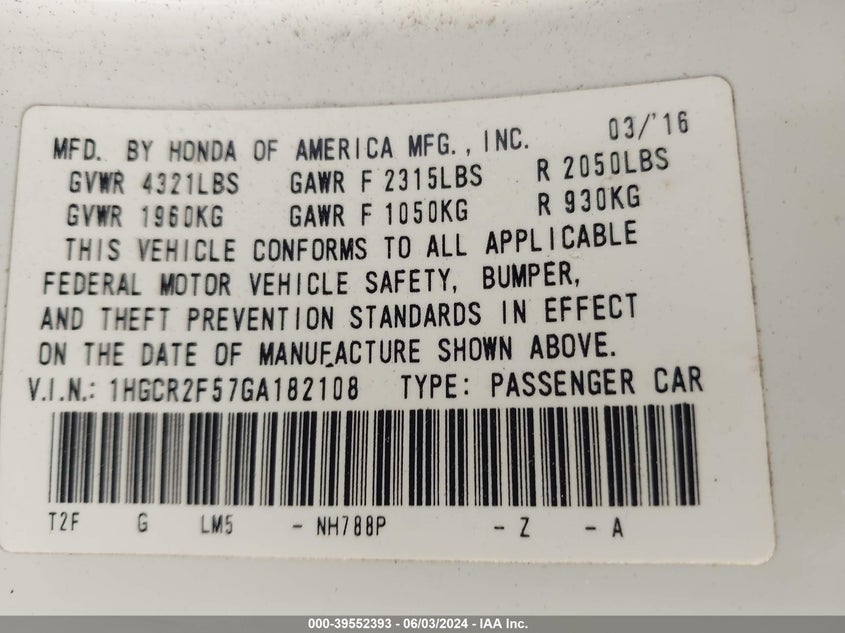 MFD. BY HONDA OF AMERICA MFG., INC. 03/'16
GVWR 4321LBS GAWR F 2315LBS R 2050LBS
GVWR 1960KG GAWR F 1050KG R 930KG
THIS VEHICLE CONFORMS TO ALL APPLICABLE
FEDERAL MOTOR VEHICLE SAFETY, BUMPER,
AND THEFT PREVENTION STANDARDS IN EFFECT
ON THE DATE OF MANUFACTURE SHOWN ABOVE.
V.I.N.: 1HGCR2F57GA182108 TYPE: PASSENGER CAR
T2F G LM5 - NH788P - Z - A
000-39552393 - 06/03/2024 - IAA Inc.